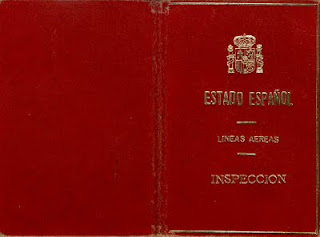 ESTADO ESPAÑOL
LINEAS AEREAS
INSPECCION